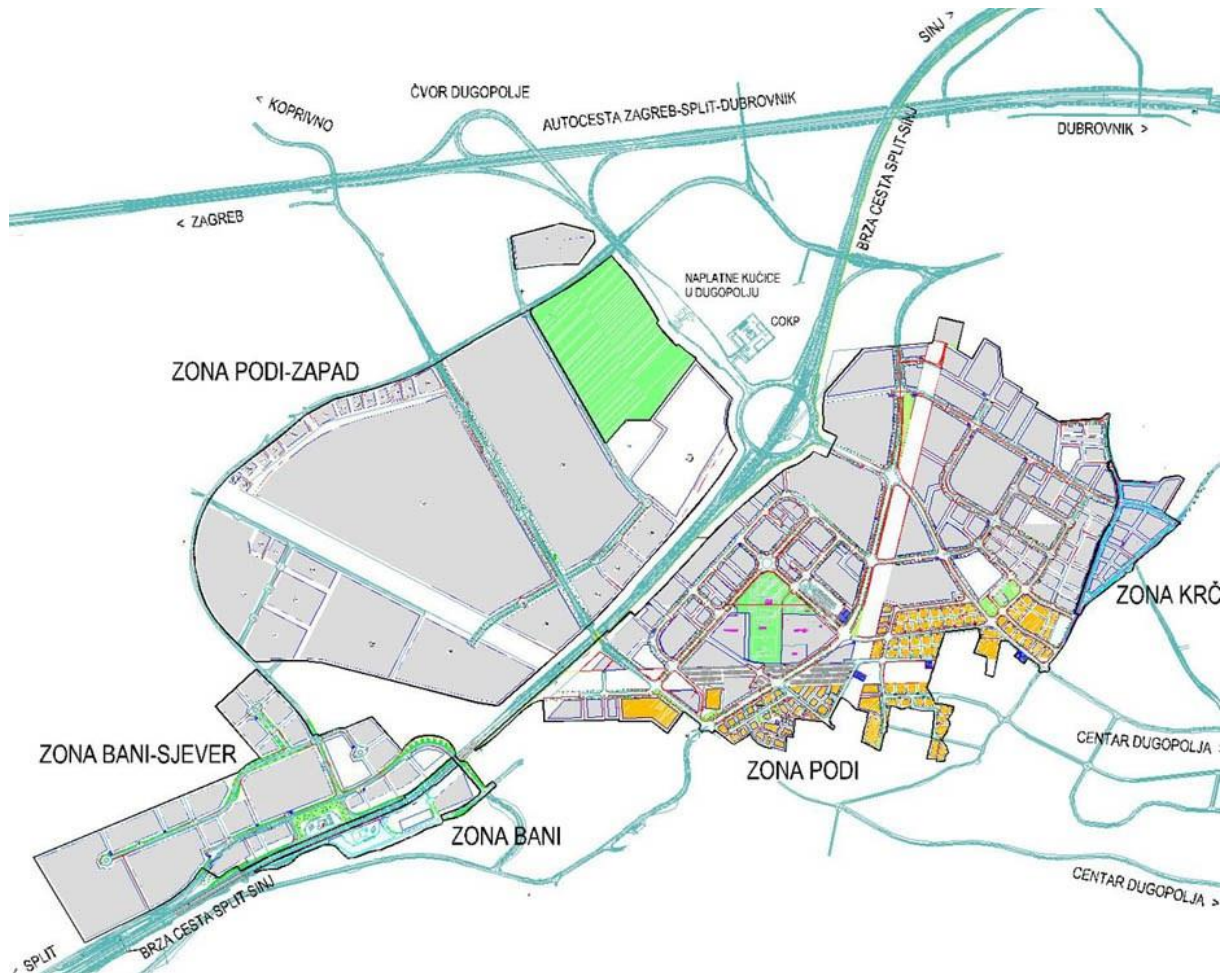 SINJ >
ČVOR DUGOPOLJE
< KOPRIVNO
AUTOCESTA ZAGREB-SPLIT-DUBROVNIK
DUBROVNIK >
BRZA CESTA SPLIT-SINJ
< ZAGREB
NAPLATNE KUĆICE
U DUGOPOLJU
COKP
ZONA PODI-ZAPAD
ZONA KRČ
ZONA BANI-SJEVER
CENTAR DUGOPOLJA >
ZONA PODI
ZONA BANI
CENTAR DUGOPOLJA >
BRZA CESTA SPLIT-SINJ
< SPLIT